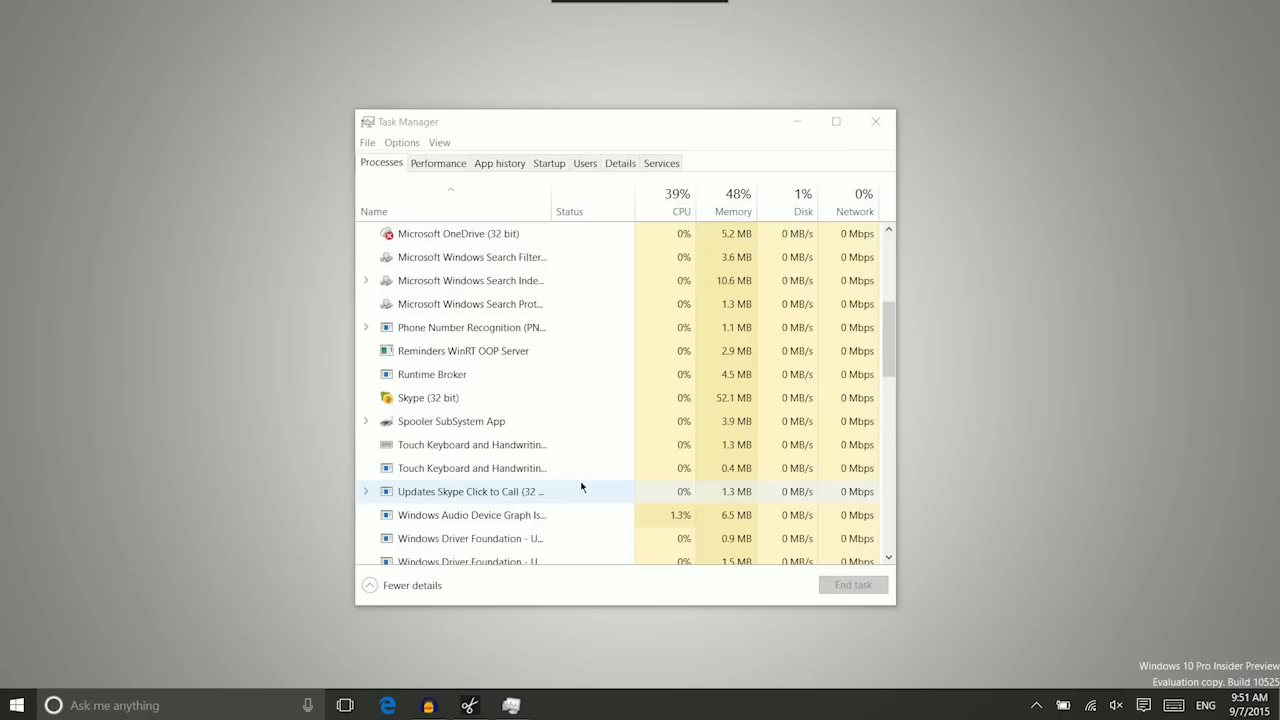 Task Manager
File Options View
Processes Performance App history Startup Users Details Services
39% 48% 1% 0%
Name Status CPU Memory Disk Network
Microsoft OneDrive (32 bit) 0% 5.2 MB 0 MB/s 0 Mbps
Microsoft Windows Search Filter... 0% 3.6 MB 0 MB/s 0 Mbps
Microsoft Windows Search Inde... 0% 10.6 MB 0 MB/s 0 Mbps
Microsoft Windows Search Prot... 0% 1.3 MB 0 MB/s 0 Mbps
Phone Number Recognition (PN... 0% 1.1 MB 0 MB/s 0 Mbps
Reminders WinRT OOP Server 0% 2.9 MB 0 MB/s 0 Mbps
Runtime Broker 0% 4.5 MB 0 MB/s 0 Mbps
Skype (32 bit) 0% 52.1 MB 0 MB/s 0 Mbps
Spooler SubSystem App 0% 3.9 MB 0 MB/s 0 Mbps
Touch Keyboard and Handwritin... 0% 1.3 MB 0 MB/s 0 Mbps
Touch Keyboard and Handwritin... 0% 0.4 MB 0 MB/s 0 Mbps
Updates Skype Click to Call (32 ... 0% 1.3 MB 0 MB/s 0 Mbps
Windows Audio Device Graph Is... 1.3% 6.5 MB 0 MB/s 0 Mbps
Windows Driver Foundation - U... 0% 0.9 MB 0 MB/s 0 Mbps
Windows Driver Foundation - U... 0% 1.5 MB 0 MB/s 0 Mbps
Fewer details End task
Windows 10 Pro Insider Preview
Evaluation copy. Build 10525
Ask me anything ENG 9:51 AM
9/7/2015